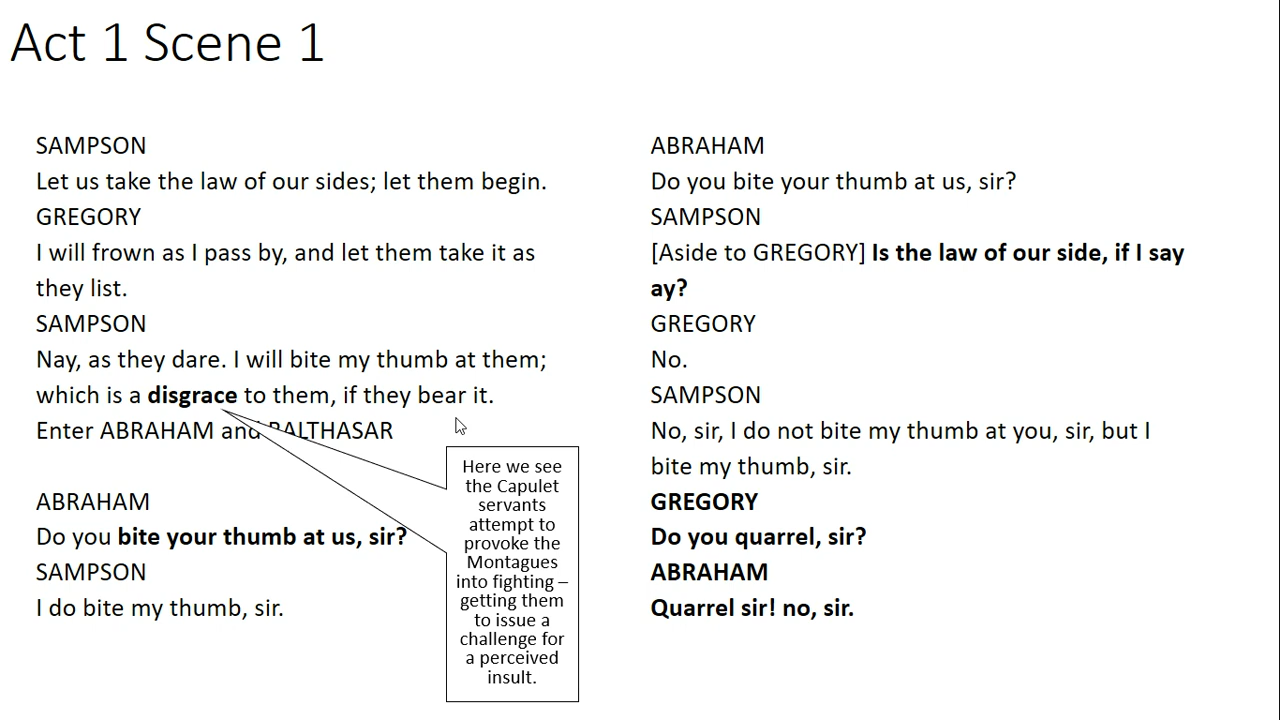 Act 1 Scene 1
SAMPSON
Let us take the law of our sides; let them begin.
GREGORY
I will frown as I pass by, and let them take it as
they list.
SAMPSON
Nay, as they dare. I will bite my thumb at them;
which is a disgrace to them, if they bear it.
Enter ABRAHAM and BALTHASAR
ABRAHAM
Do you bite your thumb at us, sir?
SAMPSON
I do bite my thumb, sir.
Here we see
the Capulet
servants
attempt to
provoke the
Montagues
into fighting –
getting them
to issue a
challenge for
a perceived
insult.
ABRAHAM
Do you bite your thumb at us, sir?
SAMPSON
[Aside to GREGORY] Is the law of our side, if I say
ay?
GREGORY
No.
SAMPSON
No, sir, I do not bite my thumb at you, sir, but I
bite my thumb, sir.
GREGORY
Do you quarrel, sir?
ABRAHAM
Quarrel sir! no, sir.